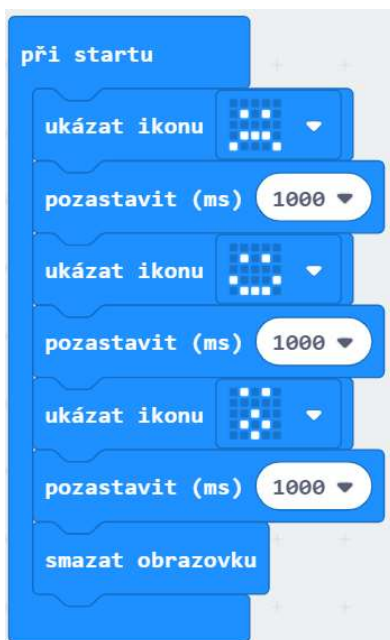 při startu
ukázat ikonu
pozastavit (ms) 1000
ukázat ikonu
pozastavit (ms) 1000
ukázat ikonu
pozastavit (ms) 1000
smazat obrazovku